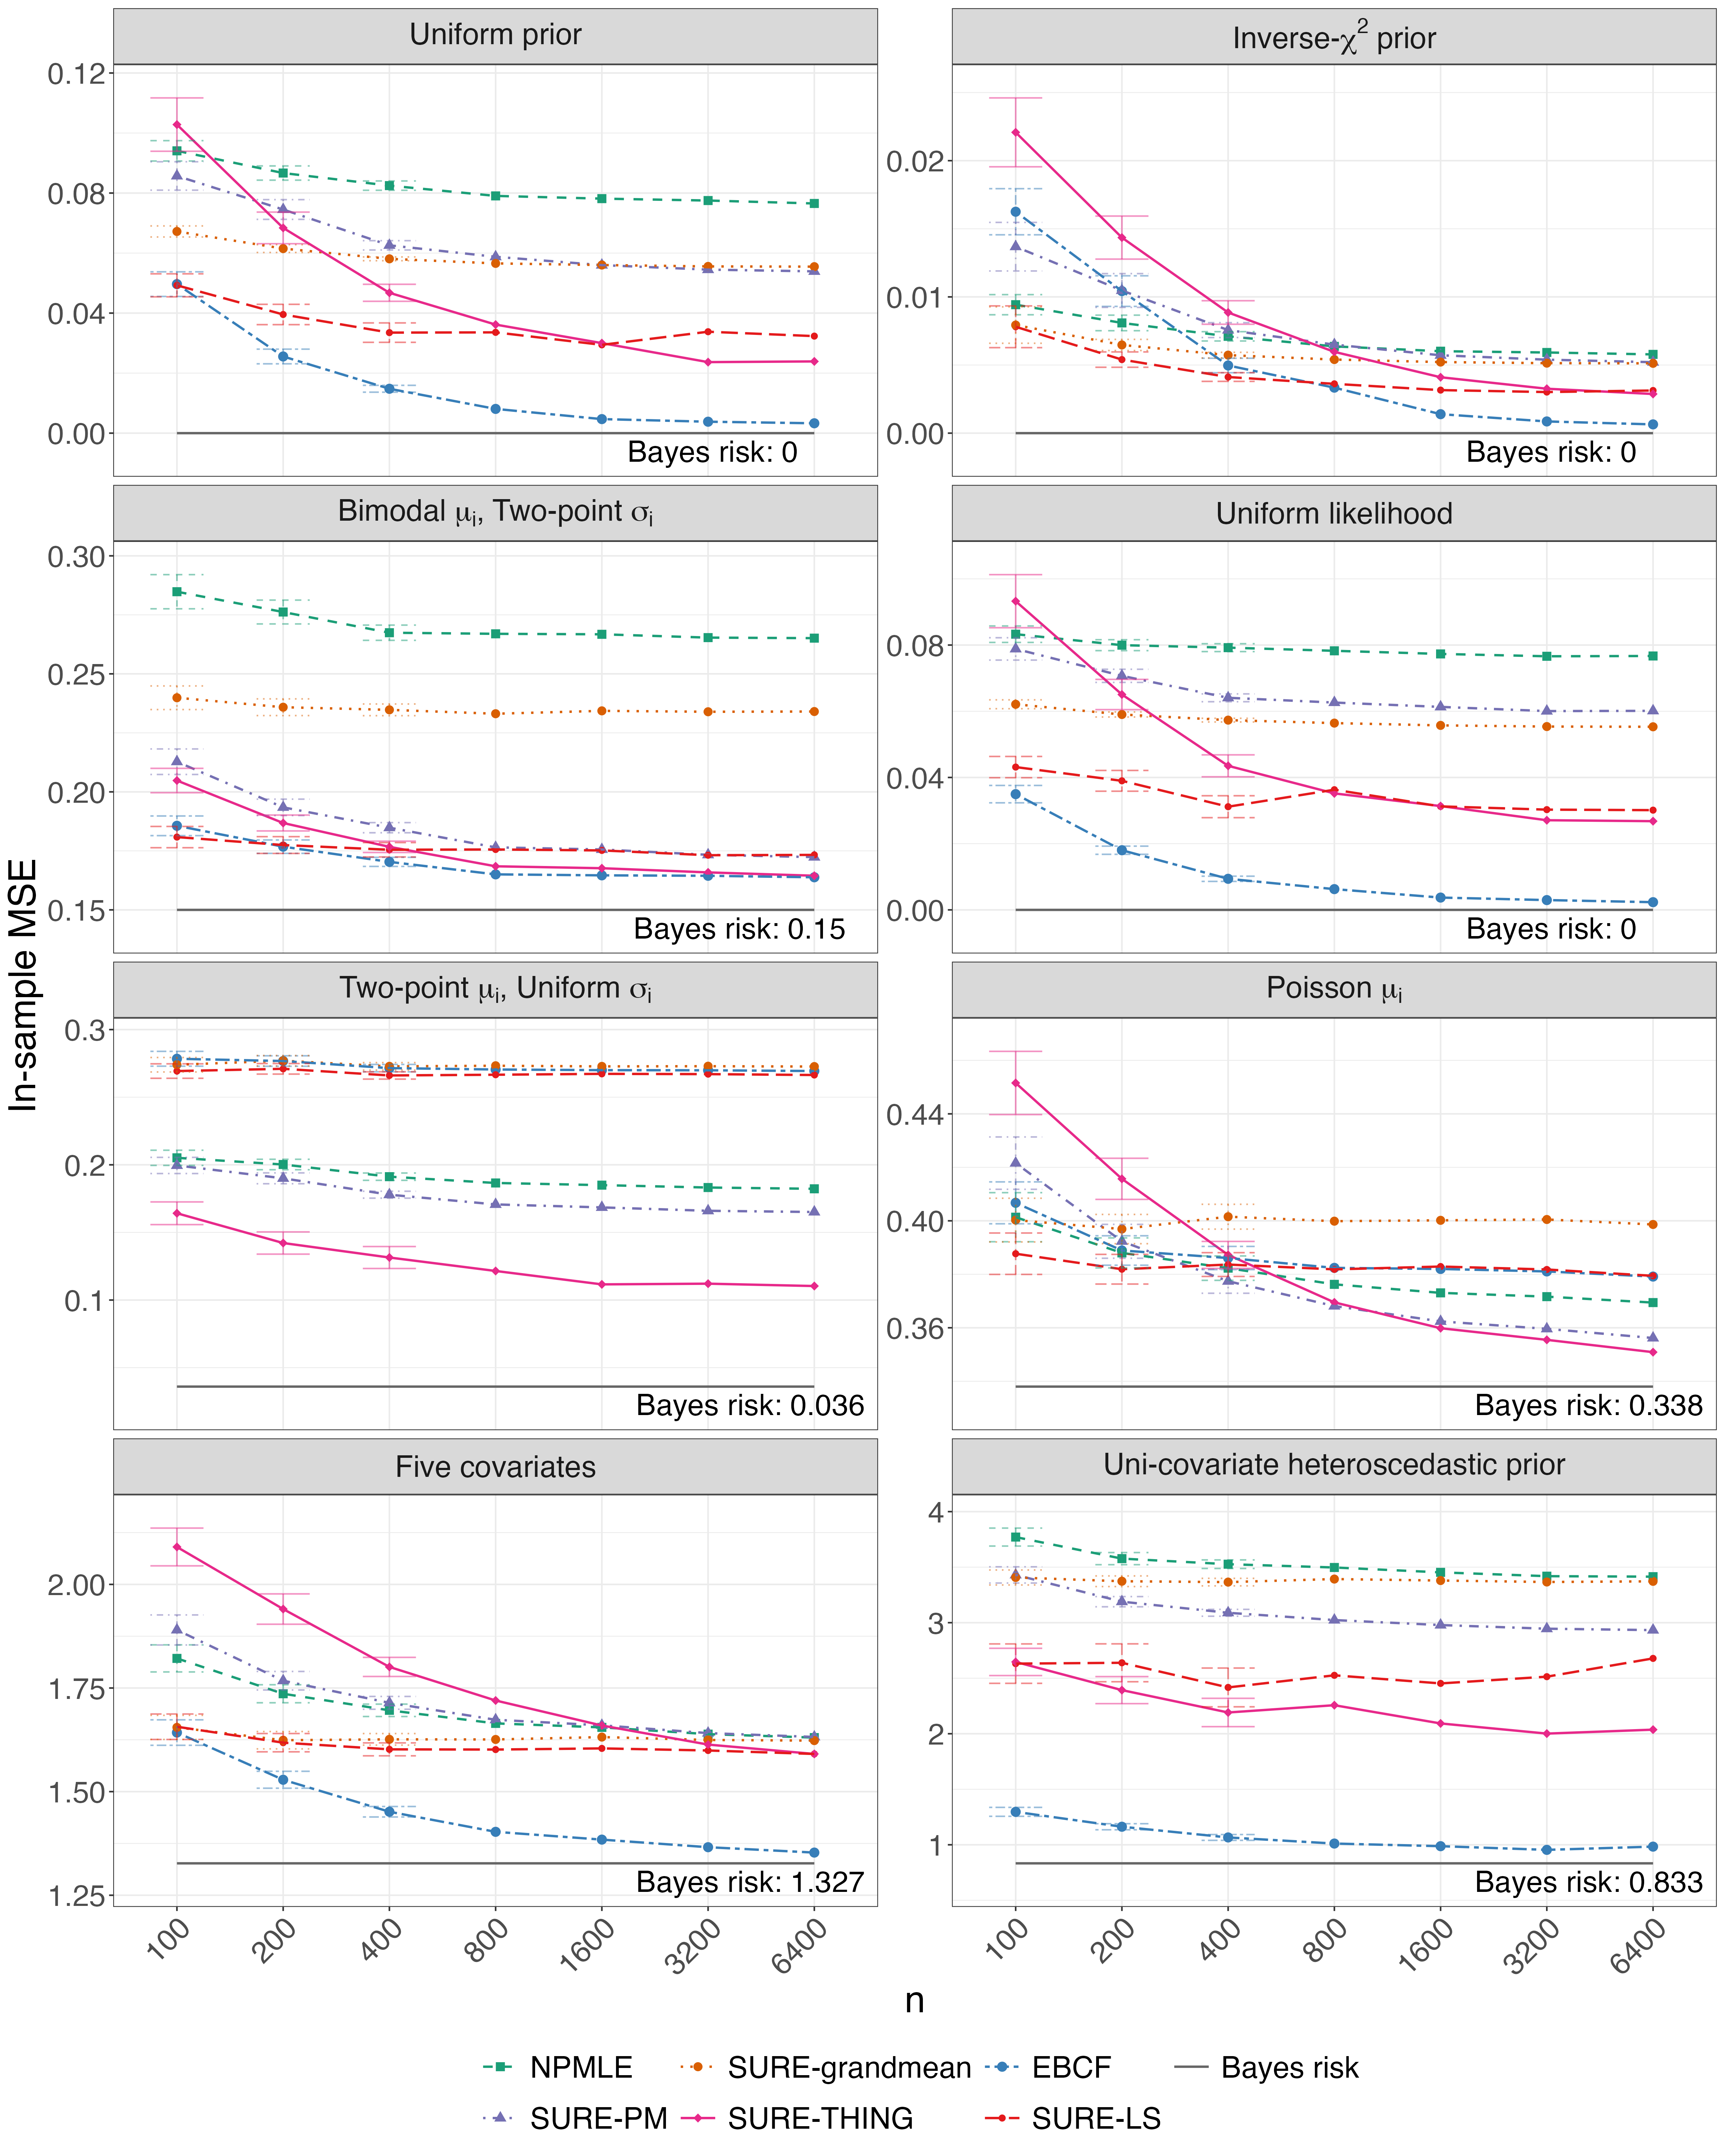 Uniform prior
Inverse-χ² prior
0.12
0.08
0.04
0.00
Bayes risk: 0
0.02
0.01
0.00
Bayes risk: 0
Bimodal μi, Two-point σi
Uniform likelihood
0.30
0.25
0.20
0.15
Bayes risk: 0.15
0.08
0.04
0.00
Bayes risk: 0
In-sample MSE
Two-point μi, Uniform σi
Poisson μi
0.3
0.2
0.1
Bayes risk: 0.036
0.44
0.40
0.36
Bayes risk: 0.338
Five covariates
Uni-covariate heteroscedastic prior
2.00
1.75
1.50
1.25
Bayes risk: 1.327
4
3
2
1
Bayes risk: 0.833
100 200 400 800 1600 3200 6400
100 200 400 800 1600 3200 6400
n
NPMLE SURE-grandmean EBCF Bayes risk
SURE-PM SURE-THING SURE-LS